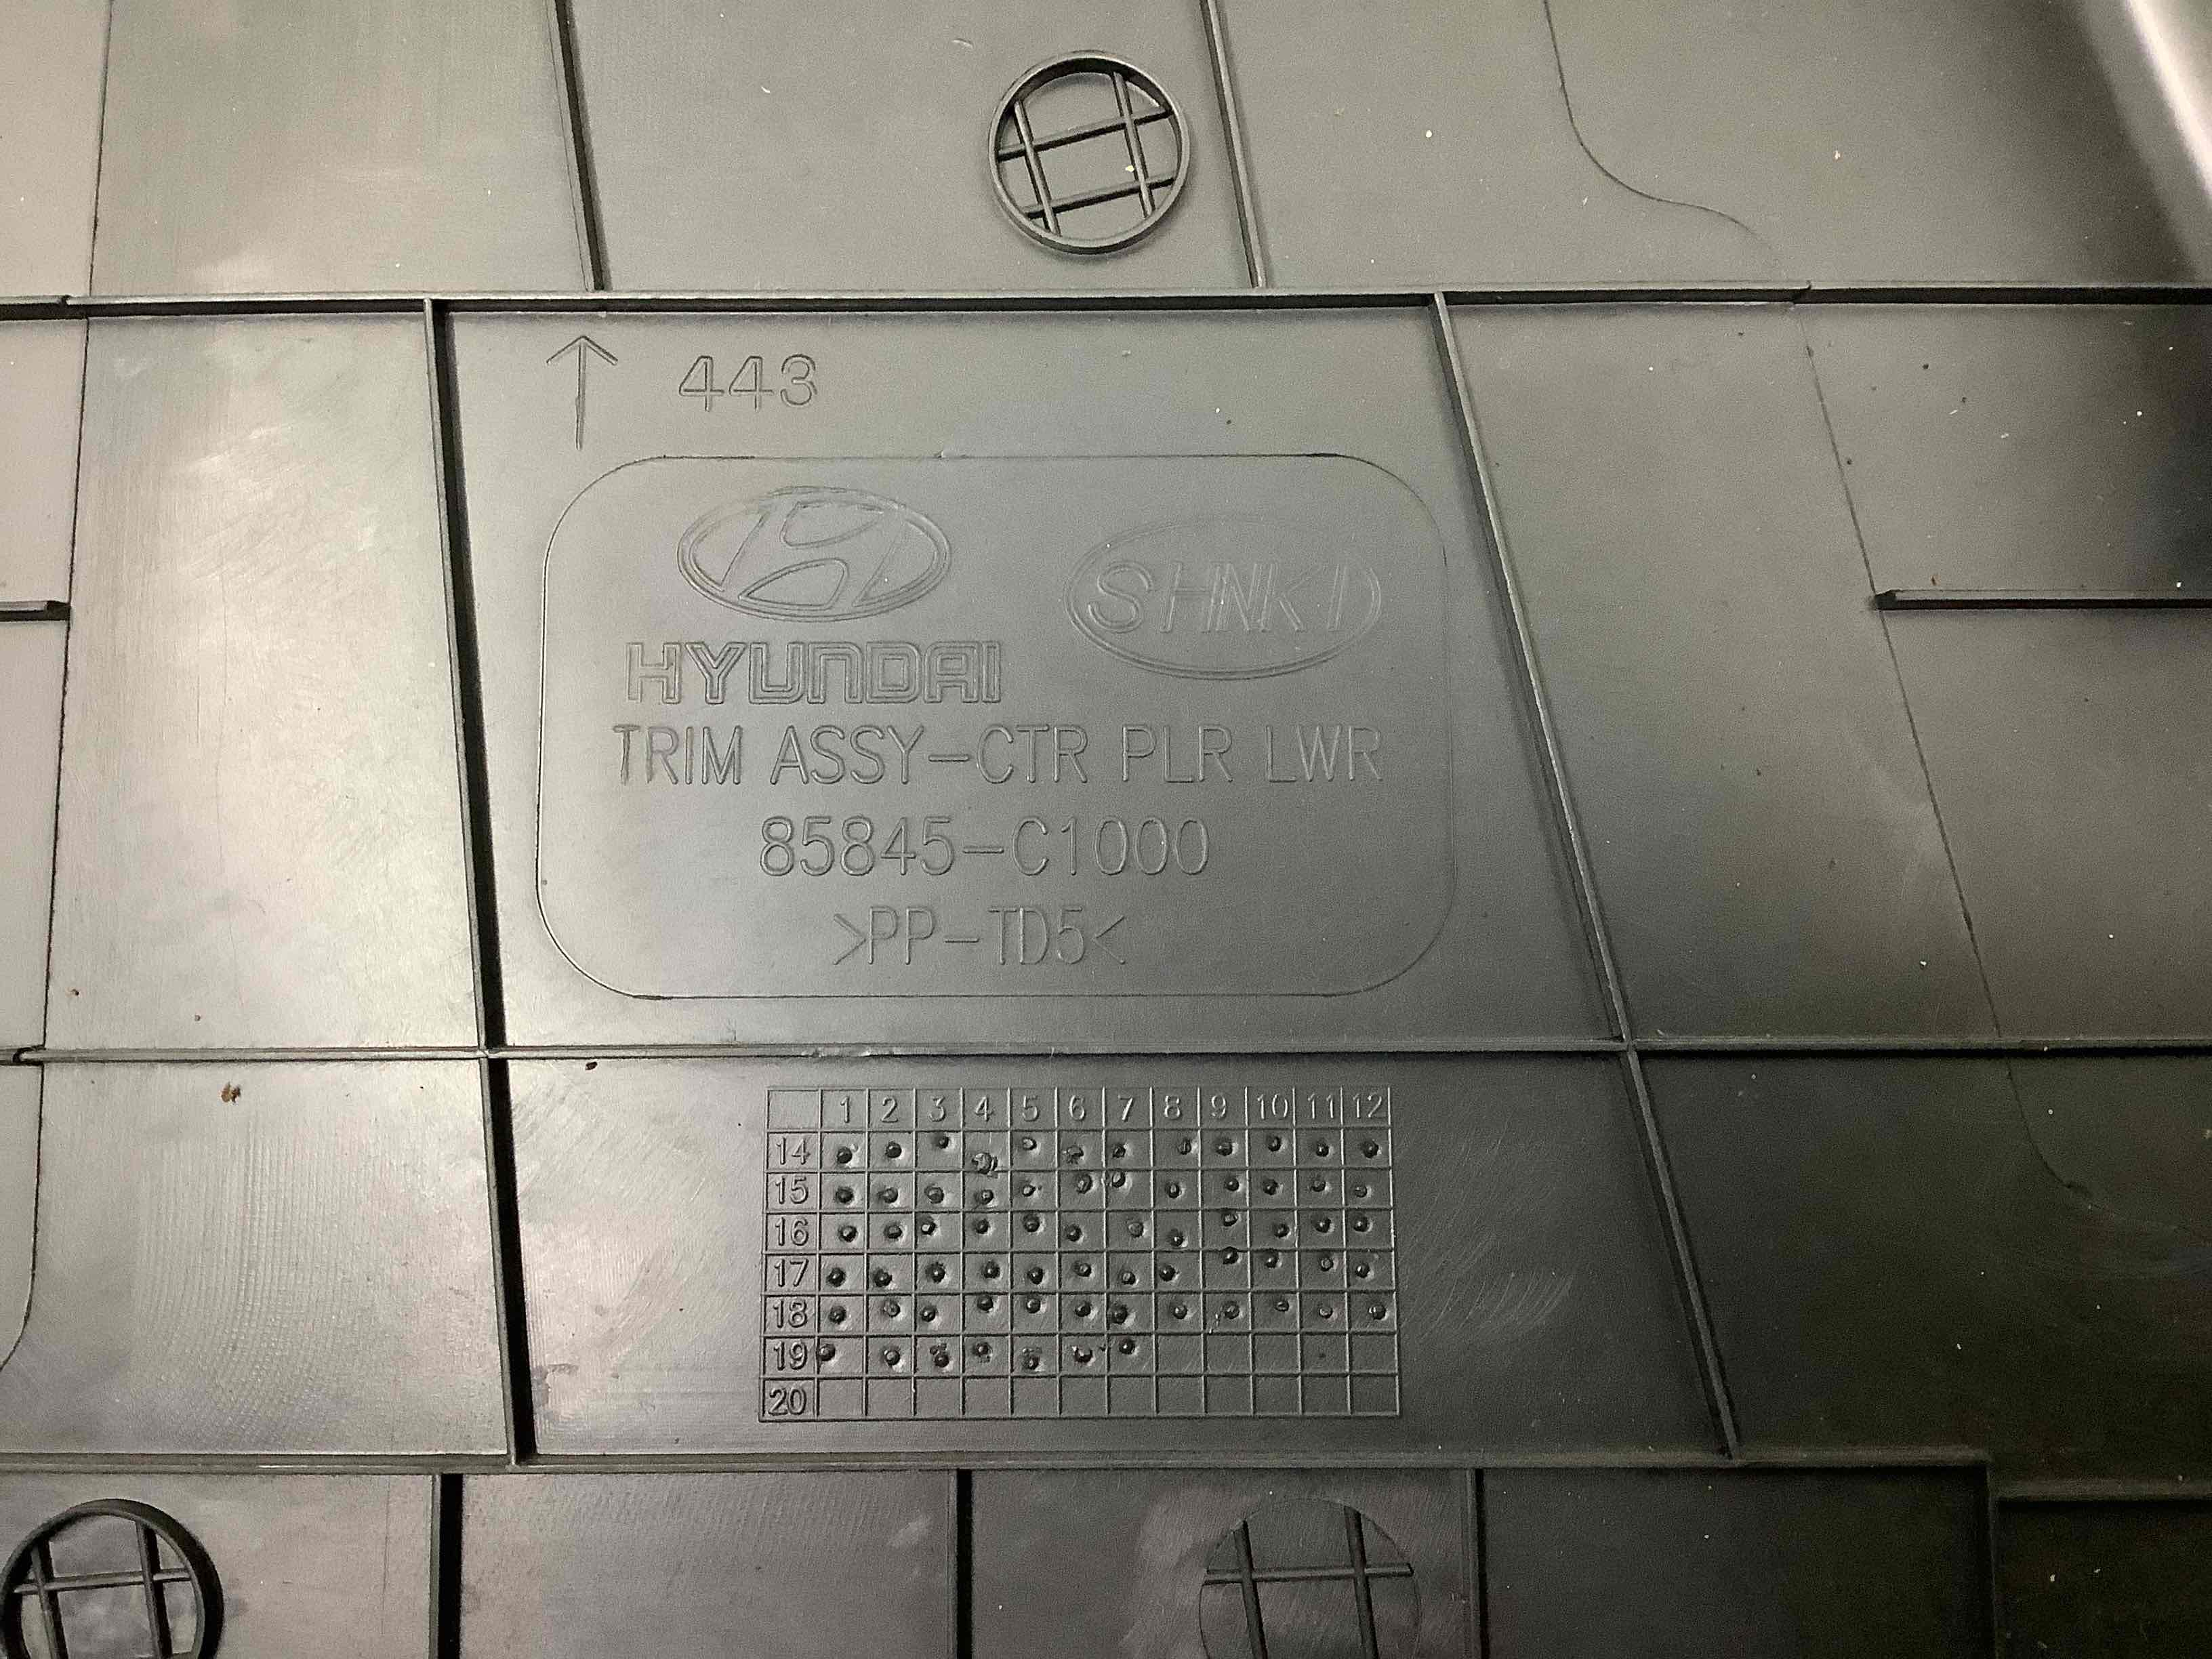 443
SHNKI
HYUNDAI
TRIM ASSY-CTR PLR LWR
85845-C1000
>PP-TD5<
1 2 3 4 5 6 7 8 9 10 11 12
14
15
16
17
18
19
20